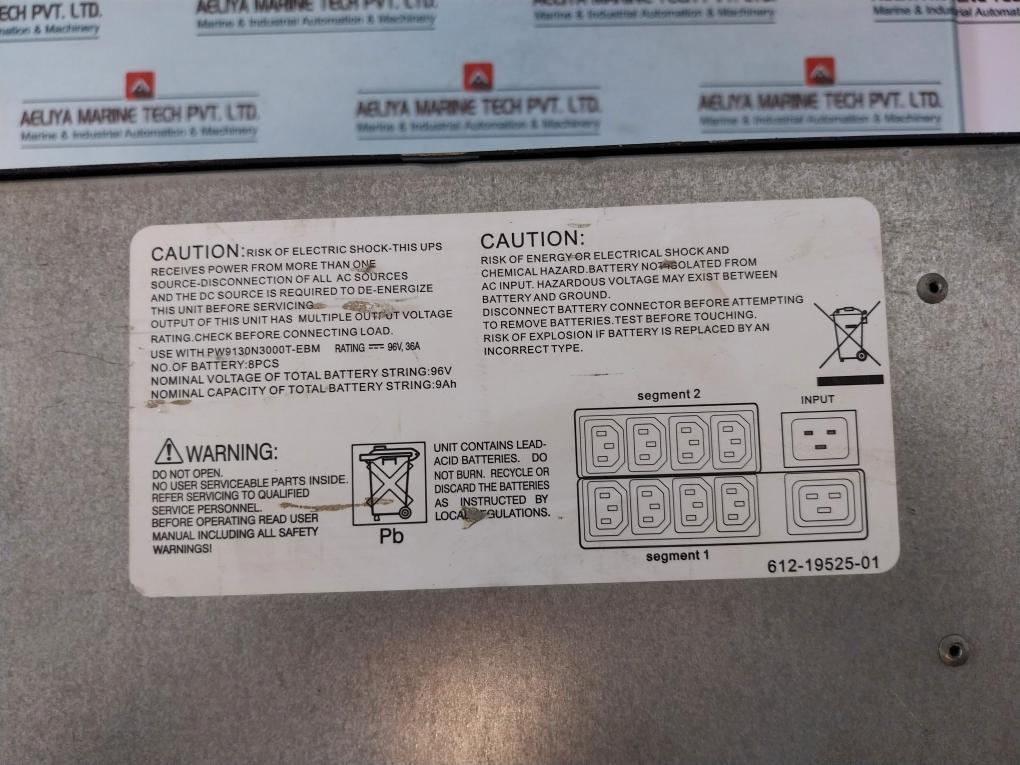 TECH PVT. LTD.
AELIYA MARINE TECH PVT. LTD.
Marine & Industrial Automation & Machinery
Marine & Industrial Automation & Machinery
AELIYA MARINE TECH PVT. LTD.
Marine & Industrial Automation & Machinery
AELIYA MARINE TECH PVT. LTD.
Marine & Industrial Automation & Machinery
AELIYA MARINE TECH PVT. LTD.
Marine & Industrial Automation & Machinery
CAUTION:RISK OF ELECTRIC SHOCK-THIS UPS
RECEIVES POWER FROM MORE THAN ONE
SOURCE-DISCONNECTION OF ALL AC SOURCES
AND THE DC SOURCE IS REQUIRED TO DE-ENERGIZE
THIS UNIT BEFORE SERVICING.
OUTPUT OF THIS UNIT HAS MULTIPLE OUTPUT VOLTAGE
RATING.CHECK BEFORE CONNECTING LOAD.
USE WITH PW9130N3000T-EBM RATING ⎓ 96V, 36A
NO.OF BATTERY:8PCS
NOMINAL VOLTAGE OF TOTAL BATTERY STRING:96V
NOMINAL CAPACITY OF TOTAL BATTERY STRING:9Ah
CAUTION:
RISK OF ENERGY OR ELECTRICAL SHOCK AND
CHEMICAL HAZARD.BATTERY NOT ISOLATED FROM
AC INPUT. HAZARDOUS VOLTAGE MAY EXIST BETWEEN
BATTERY AND GROUND.
DISCONNECT BATTERY CONNECTOR BEFORE ATTEMPTING
TO REMOVE BATTERIES.TEST BEFORE TOUCHING.
RISK OF EXPLOSION IF BATTERY IS REPLACED BY AN
INCORRECT TYPE.
WARNING:
DO NOT OPEN.
NO USER SERVICEABLE PARTS INSIDE.
REFER SERVICING TO QUALIFIED
SERVICE PERSONNEL.
BEFORE OPERATING READ USER
MANUAL INCLUDING ALL SAFETY
WARNINGS!
Pb
UNIT CONTAINS LEAD-
ACID BATTERIES. DO
NOT BURN. RECYCLE OR
DISCARD THE BATTERIES
AS INSTRUCTED BY
LOCAL REGULATIONS.
segment 2
INPUT
segment 1
612-19525-01